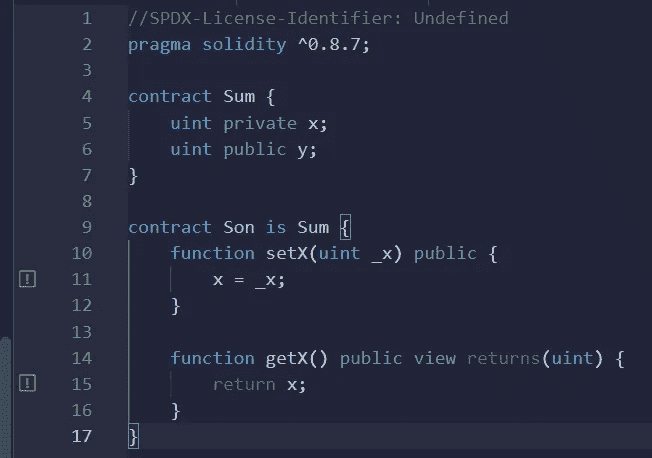 1 //SPDX-License-Identifier: Undefined
2 pragma solidity ^0.8.7;
3
4 contract Sum {
5 uint private x;
6 uint public y;
7 }
8
9 contract Son is Sum {
10 function setX(uint _x) public {
11 x = _x;
12 }
13
14 function getX() public view returns(uint) {
15 return x;
16 }
17 }